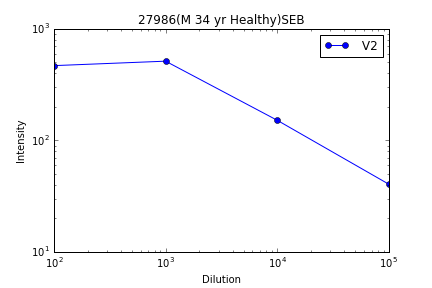 27986(M 34 yr Healthy)SEB
10³
V2
10²
Intensity
10¹
10² 10³ 10⁴ 10⁵
Dilution